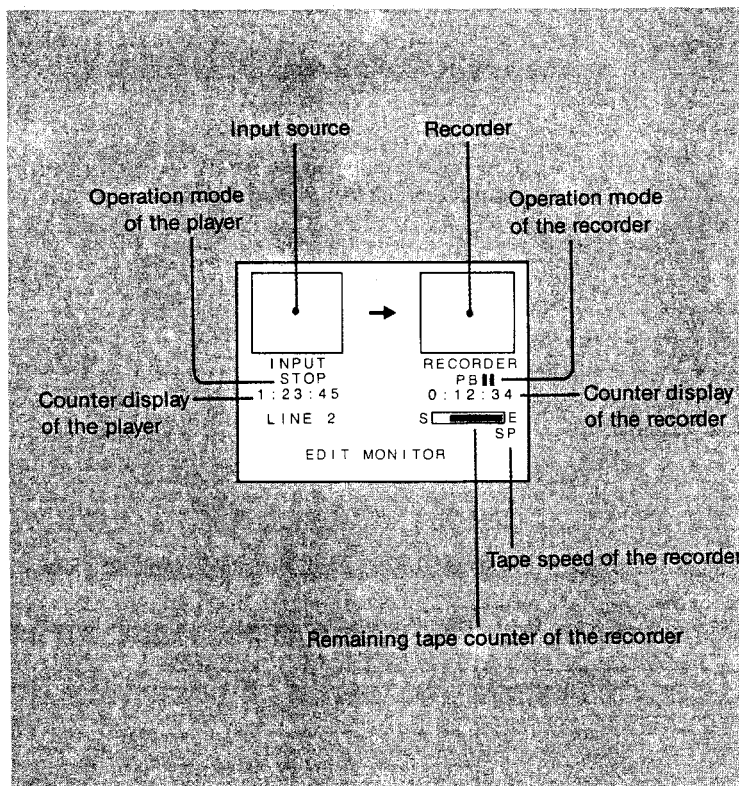 Input source
Recorder
Operation mode
of the player
Operation mode
of the recorder
INPUT
STOP
1:23:45
LINE 2
RECORDER
PB
0:12:34
S E
SP
EDIT MONITOR
Counter display
of the player
Counter display
of the recorder
Tape speed of the recorder
Remaining tape counter of the recorder